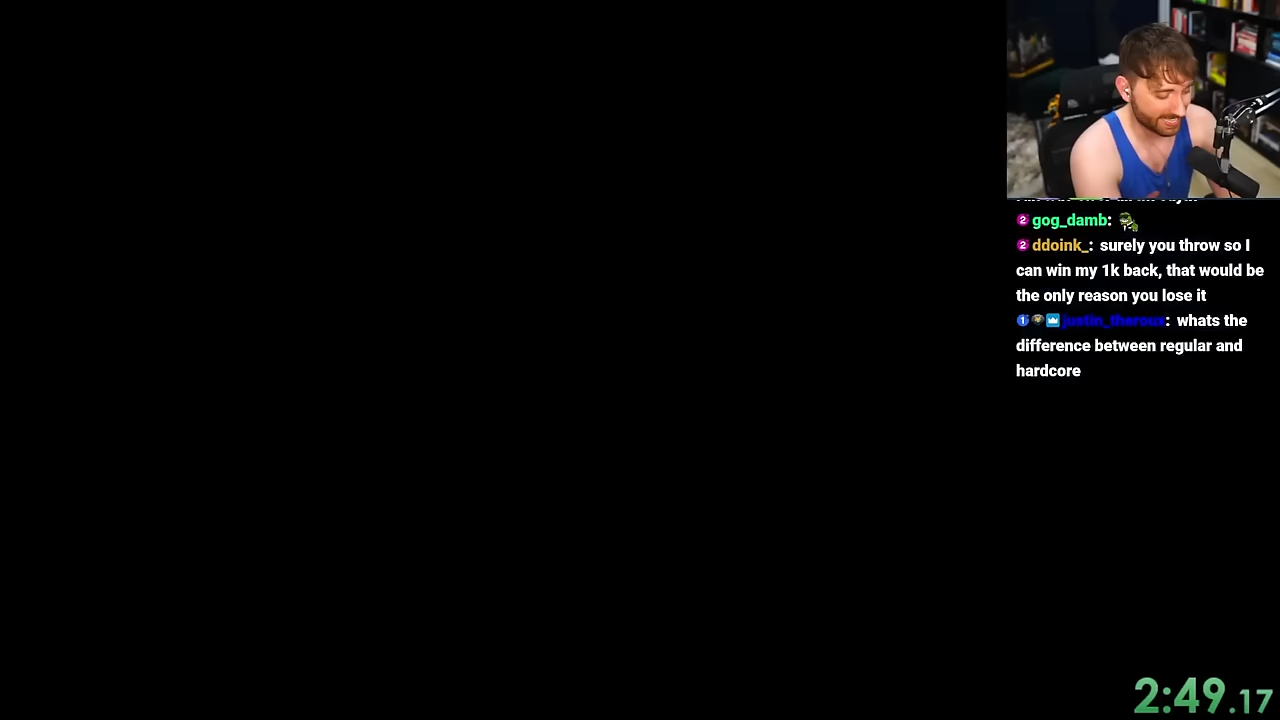 gog_damb:
ddoink_: surely you throw so I
can win my 1k back, that would be
the only reason you lose it
justin_theroux: whats the
difference between regular and
hardcore
2:49.17